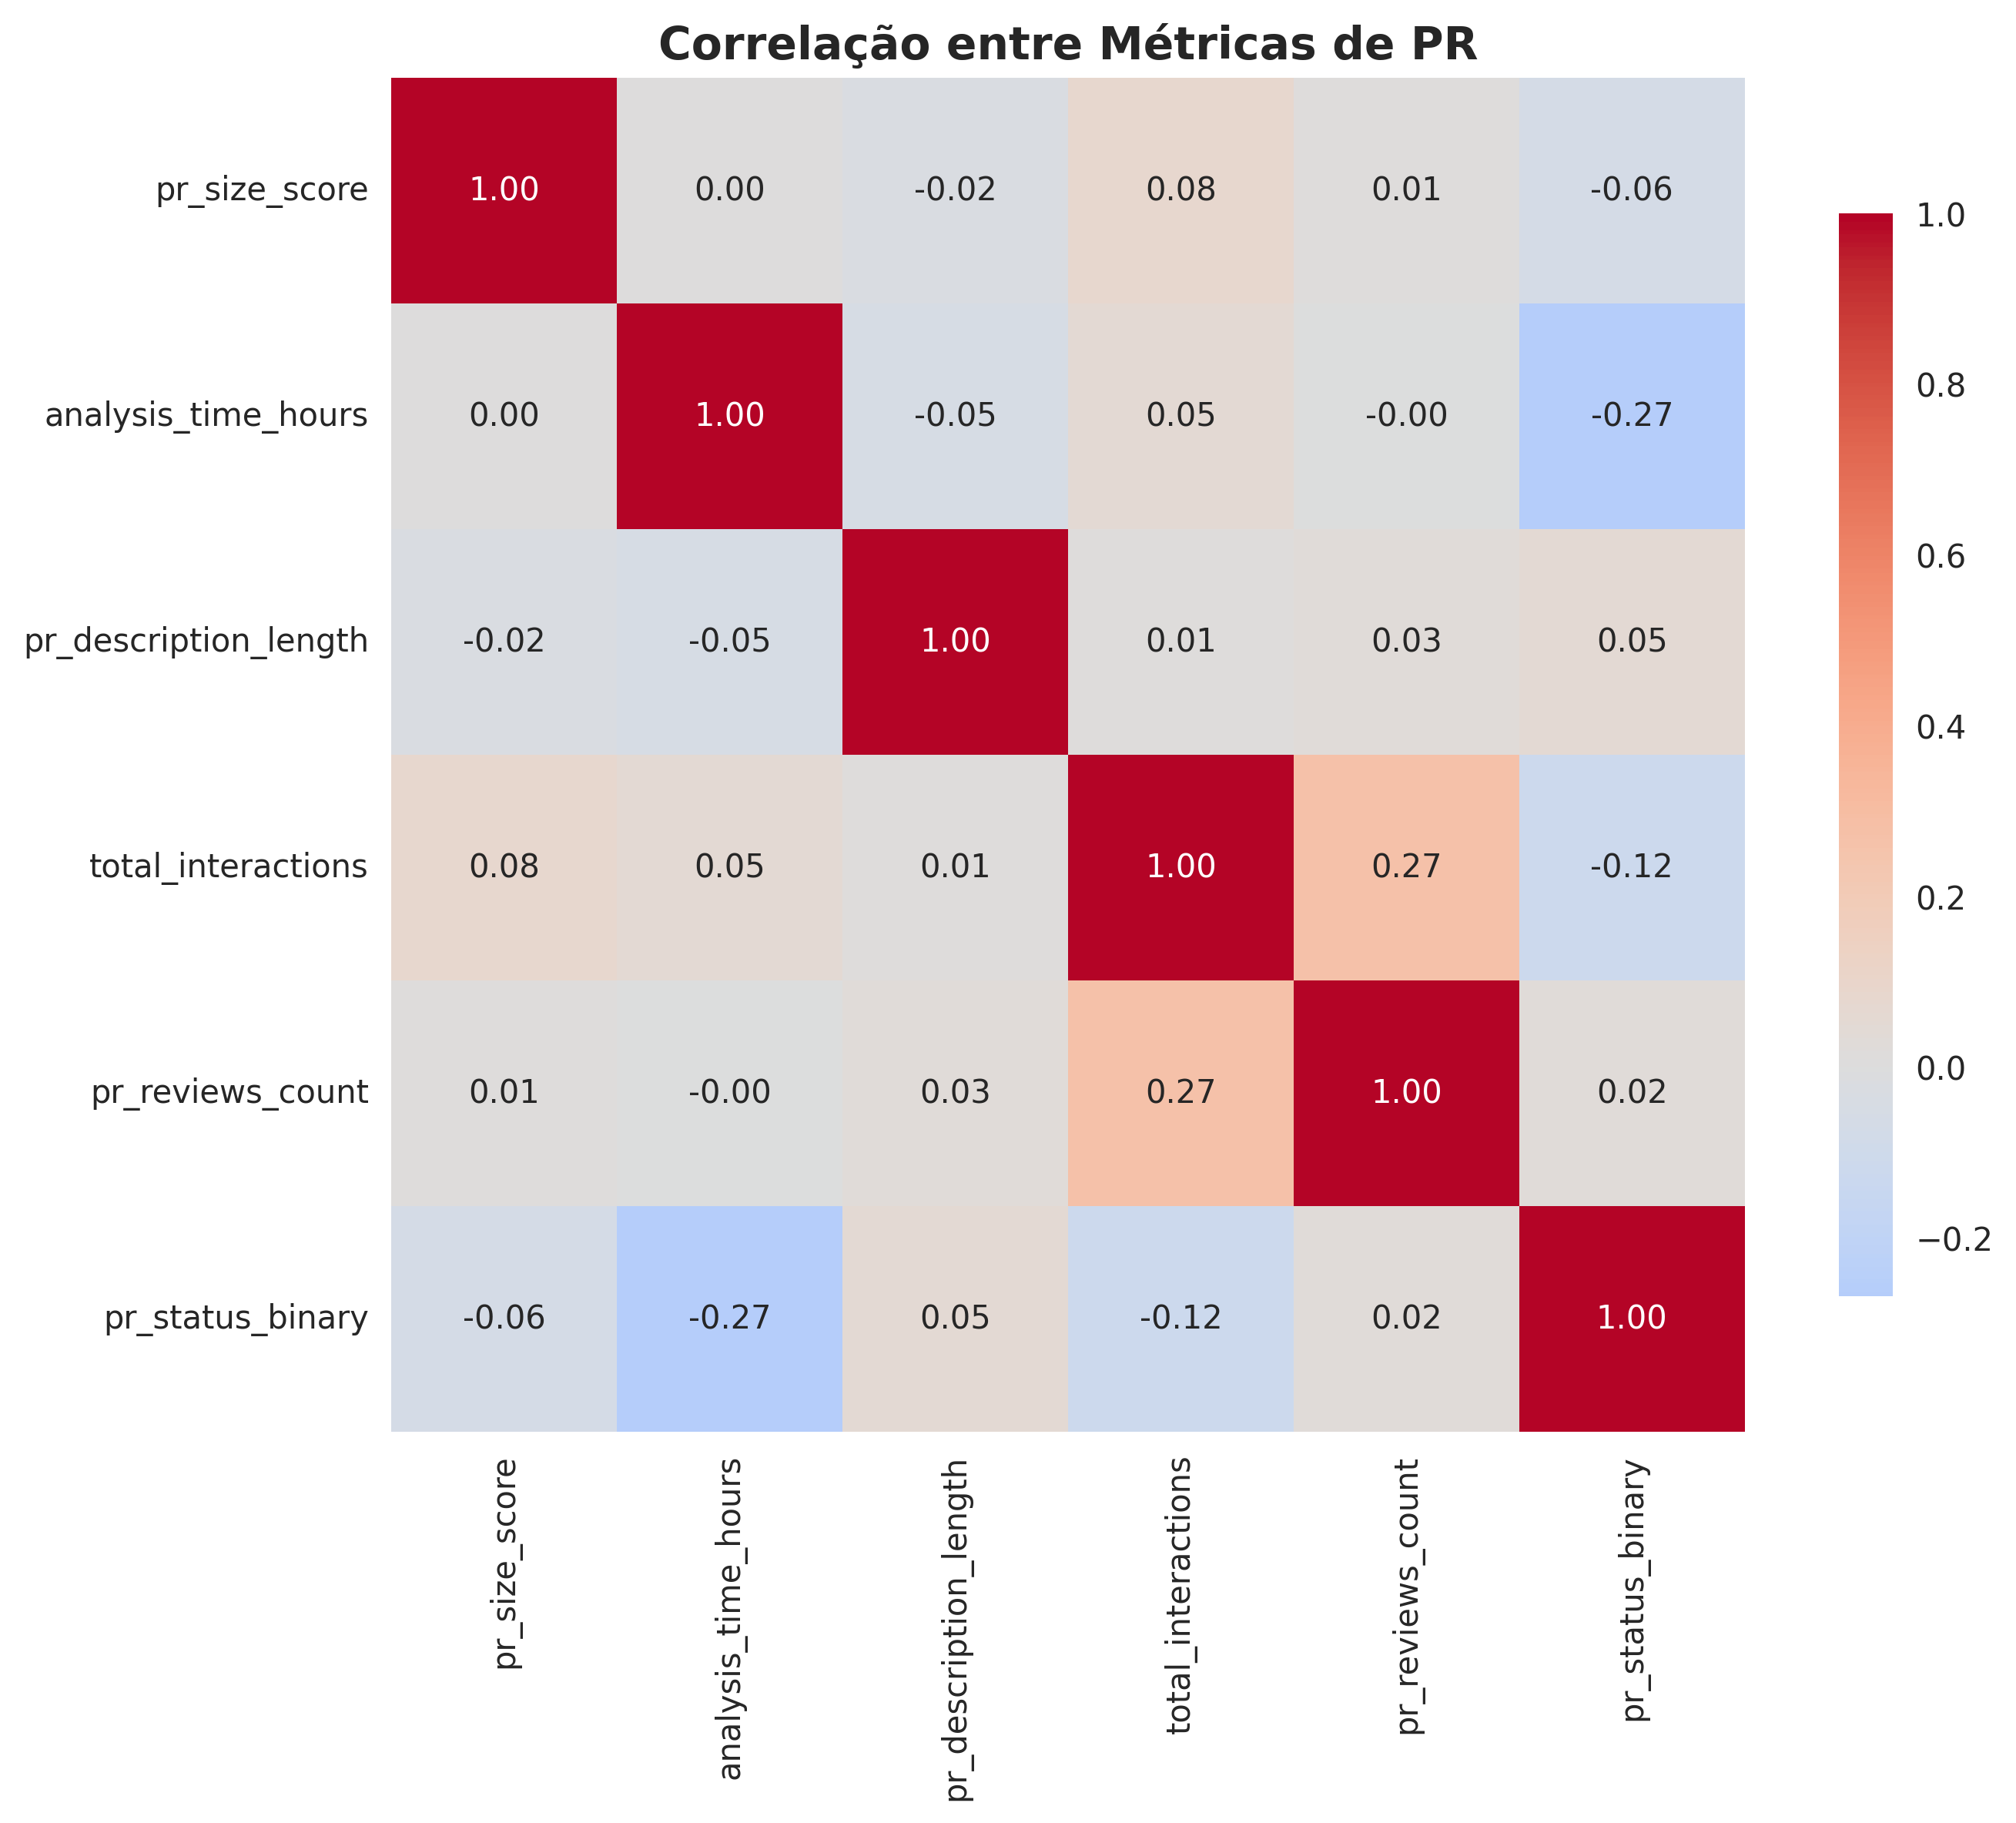 Correlação entre Métricas de PR
pr_size_score 1.00 0.00 -0.02 0.08 0.01 -0.06
analysis_time_hours 0.00 1.00 -0.05 0.05 -0.00 -0.27
pr_description_length -0.02 -0.05 1.00 0.01 0.03 0.05
total_interactions 0.08 0.05 0.01 1.00 0.27 -0.12
pr_reviews_count 0.01 -0.00 0.03 0.27 1.00 0.02
pr_status_binary -0.06 -0.27 0.05 -0.12 0.02 1.00
pr_size_score
analysis_time_hours
pr_description_length
total_interactions
pr_reviews_count
pr_status_binary
1.0
0.8
0.6
0.4
0.2
0.0
−0.2